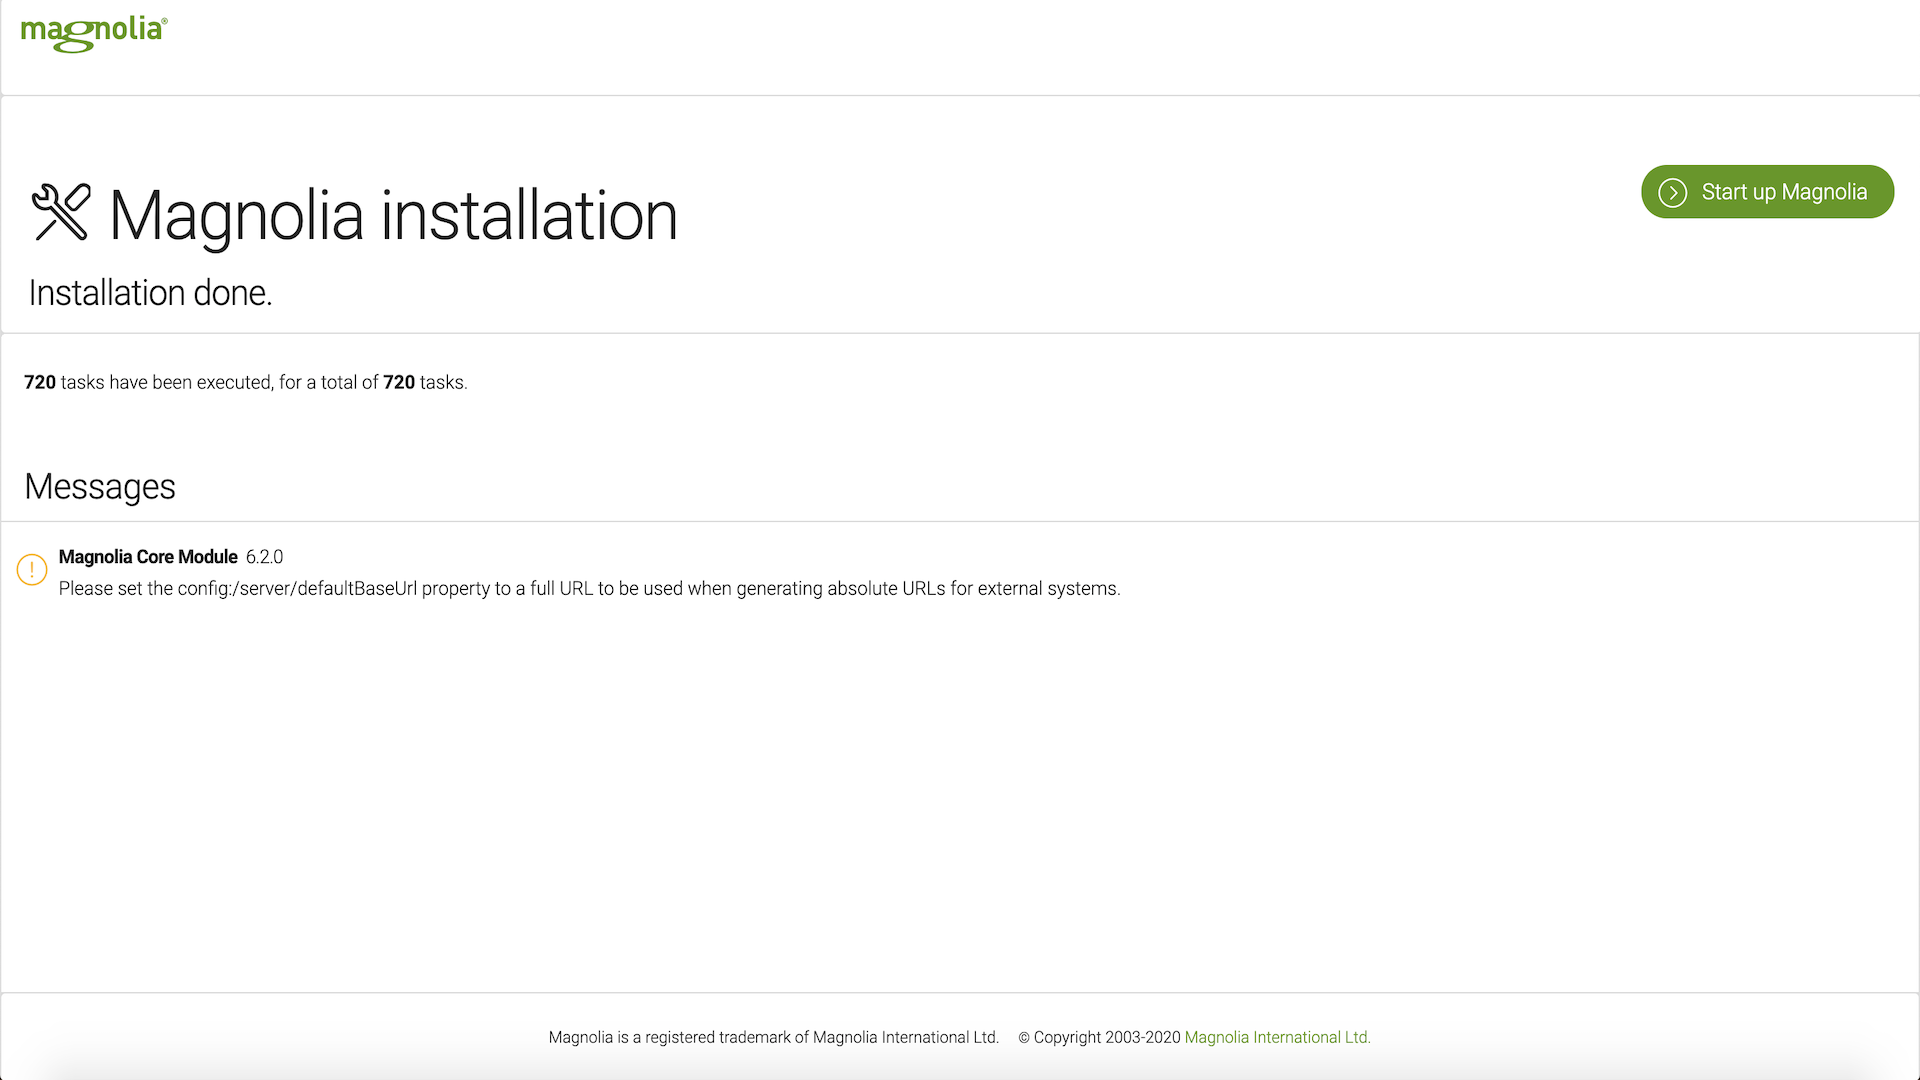 magnolia®
Magnolia installation
Start up Magnolia
Installation done.
720 tasks have been executed, for a total of 720 tasks.
Messages
Magnolia Core Module 6.2.0
Please set the config:/server/defaultBaseUrl property to a full URL to be used when generating absolute URLs for external systems.
Magnolia is a registered trademark of Magnolia International Ltd. © Copyright 2003-2020 Magnolia International Ltd.